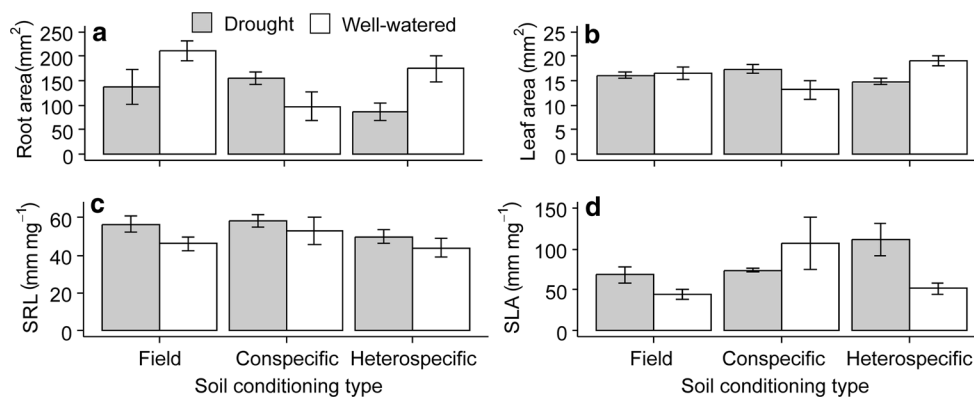 Drought Well-watered
a
Root area(mm²)
250
200
150
100
50
0
b
Leaf area (mm²)
25
20
15
10
5
0
c
SRL (mm mg⁻¹)
60
40
20
0
Field Conspecific Heterospecific
Soil conditioning type
d
SLA (mm mg⁻¹)
150
100
50
0
Field Conspecific Heterospecific
Soil conditioning type